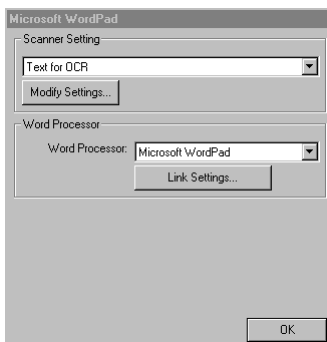 Microsoft WordPad
Scanner Setting
Text for OCR
Modify Settings...
Word Processor
Word Processor: Microsoft WordPad
Link Settings...
OK